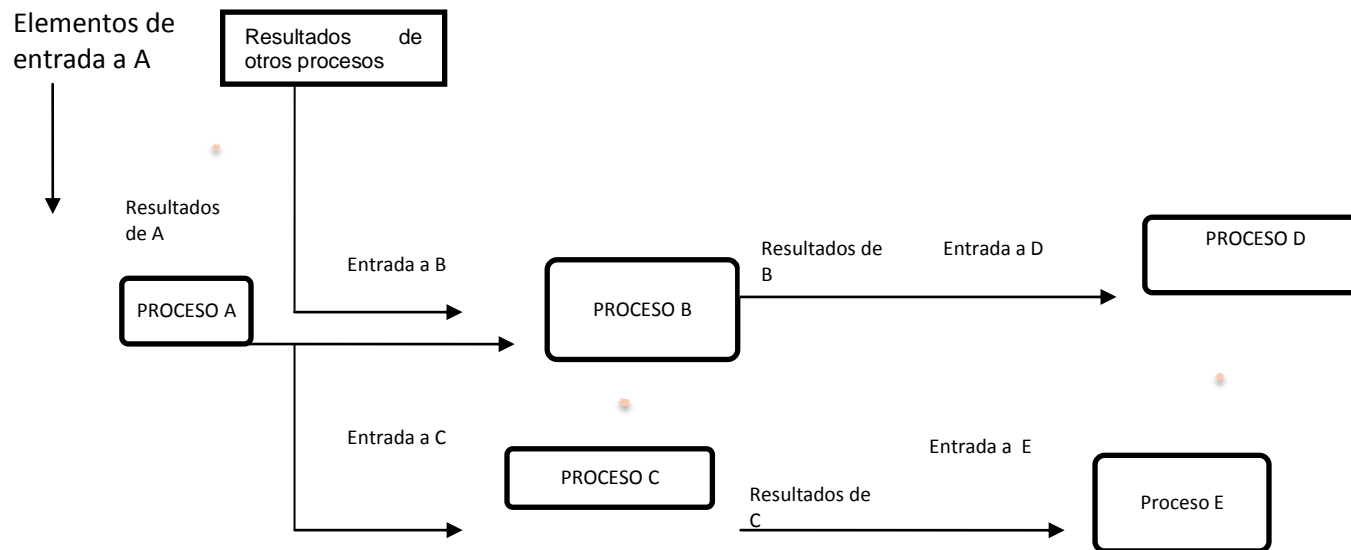 Elementos de
entrada a A
Resultados de
otros procesos
Resultados
de A
Entrada a B
Resultados de
B
Entrada a D
PROCESO D
PROCESO A
PROCESO B
Entrada a C
Entrada a E
PROCESO C
Resultados de
C
Proceso E